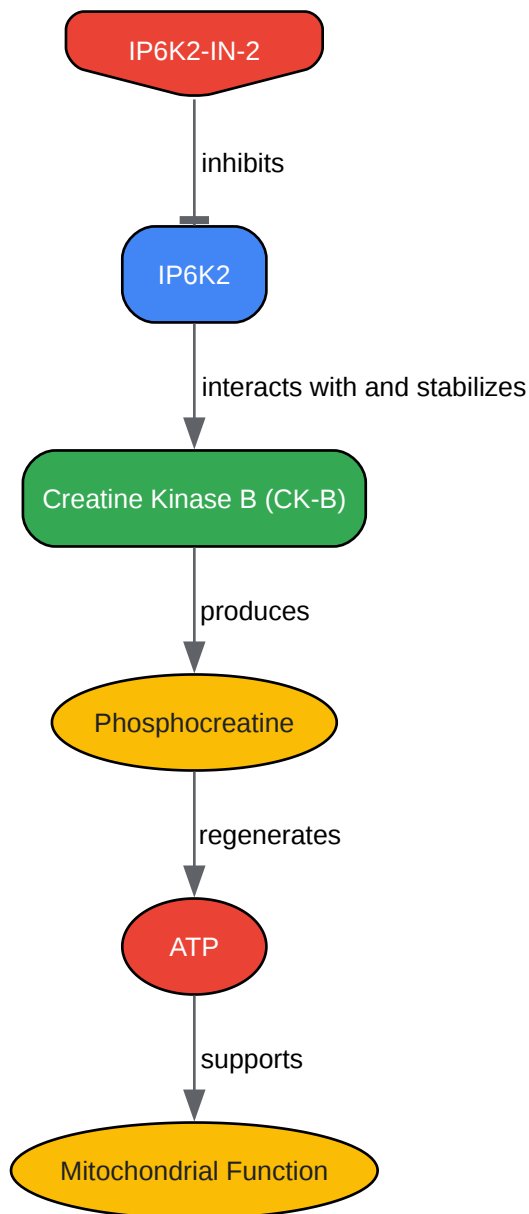 IP6K2-IN-2
inhibits
IP6K2
interacts with and stabilizes
Creatine Kinase B (CK-B)
produces
Phosphocreatine
regenerates
ATP
supports
Mitochondrial Function